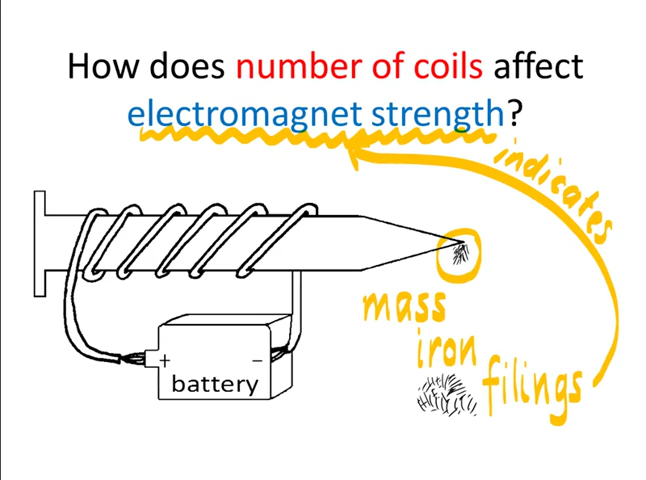 How does number of coils affect
electromagnet strength?
indicates
mass
iron
filings
+ −
battery